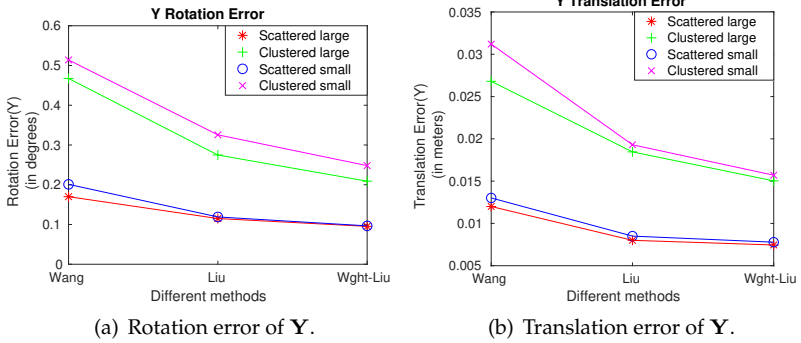 Y Rotation Error
0.6
0.5
0.4
0.3
0.2
0.1
0
Rotation Error(Y)
(in degrees)
Scattered large
Clustered large
Scattered small
Clustered small
Wang
Liu
Wght-Liu
Different methods
(a) Rotation error of Y.
Y Translation Error
0.035
0.03
0.025
0.02
0.015
0.01
0.005
Translation Error(Y)
(in meters)
Scattered large
Clustered large
Scattered small
Clustered small
Wang
Liu
Wght-Liu
Different methods
(b) Translation error of Y.